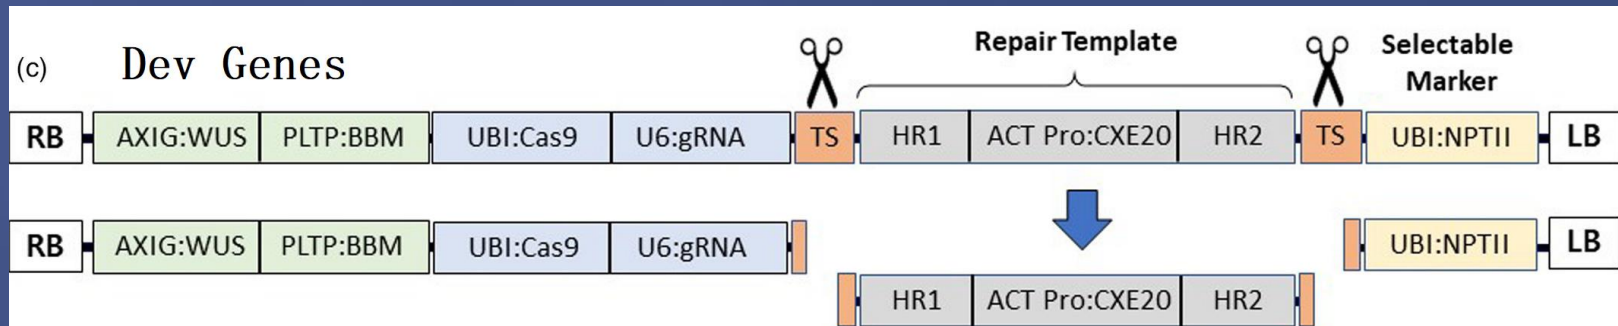 (c) Dev Genes
Repair Template
Selectable
Marker
RB AXIG:WUS PLTP:BBM UBI:Cas9 U6:gRNA TS HR1 ACT Pro:CXE20 HR2 TS UBI:NPTII LB
RB AXIG:WUS PLTP:BBM UBI:Cas9 U6:gRNA UBI:NPTII LB
HR1 ACT Pro:CXE20 HR2